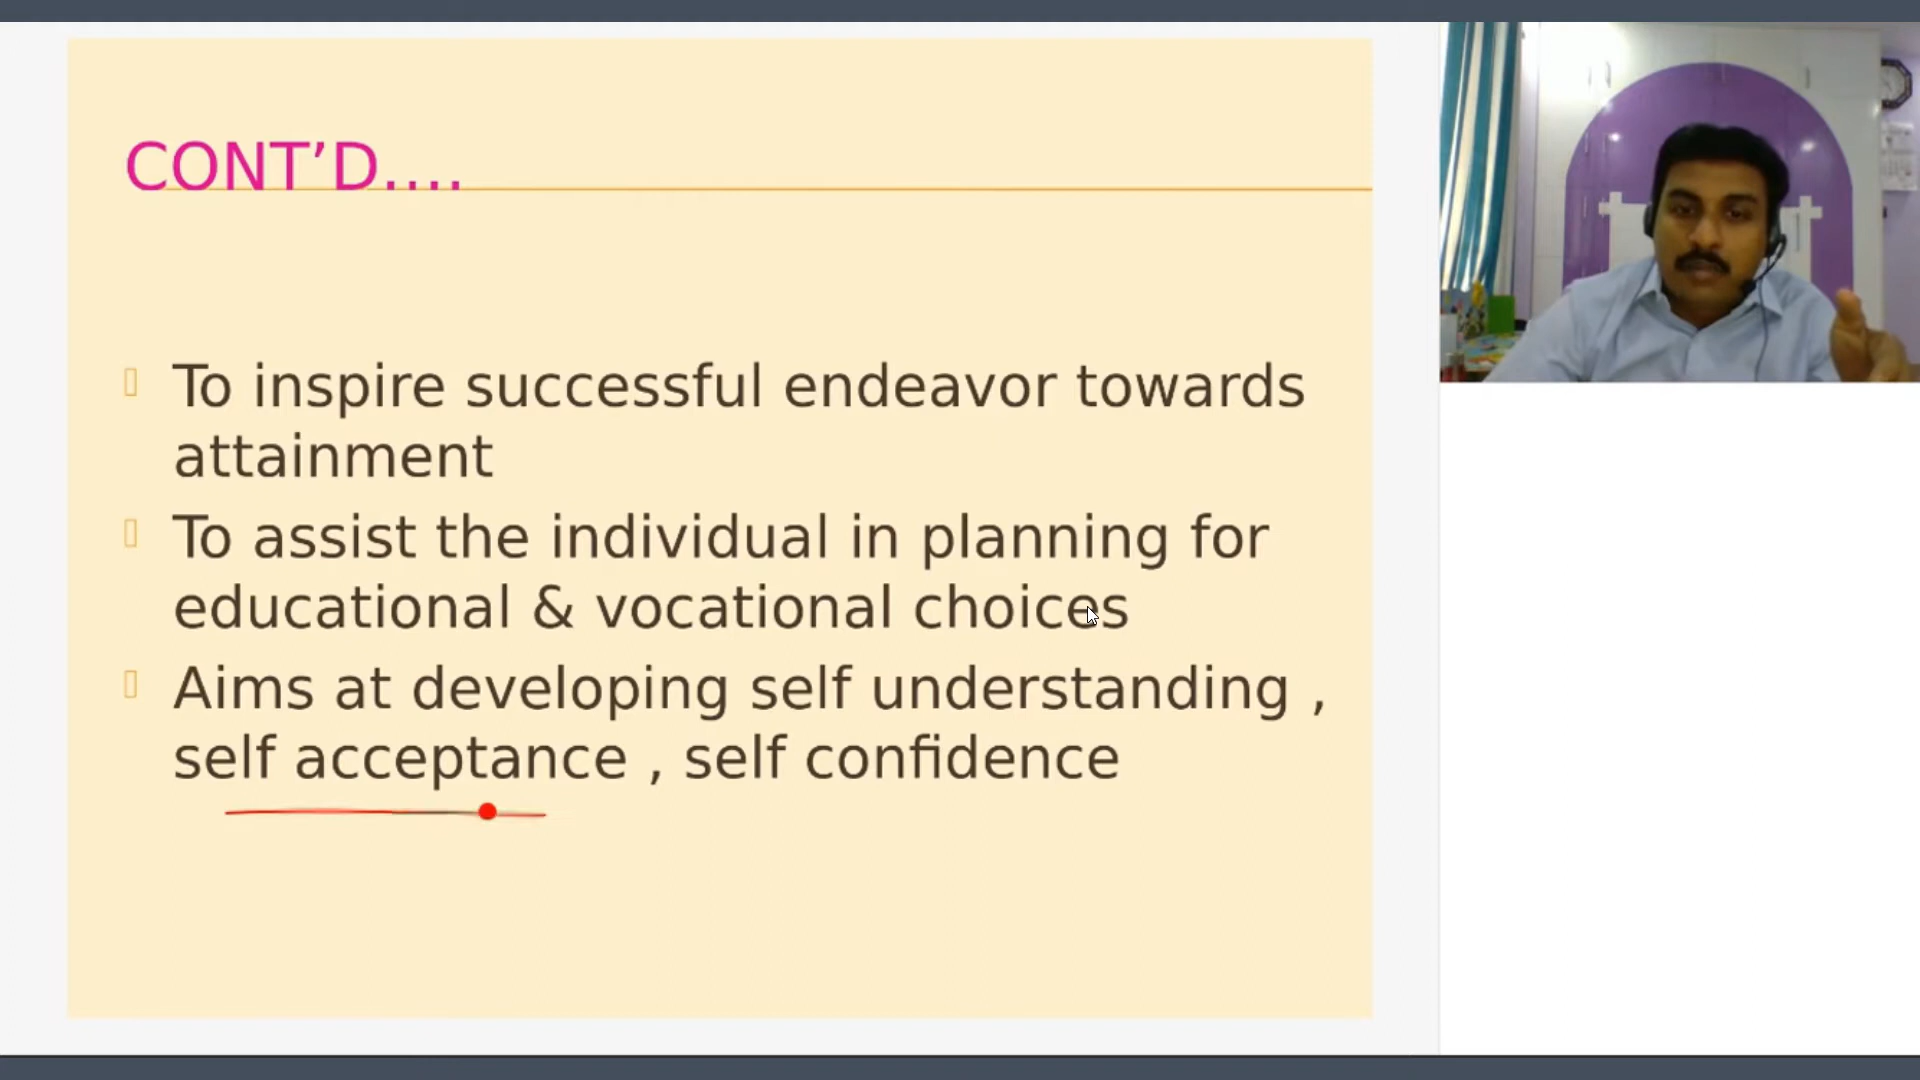 CONT’D....
To inspire successful endeavor towards
attainment
To assist the individual in planning for
educational & vocational choices
Aims at developing self understanding ,
self acceptance , self confidence